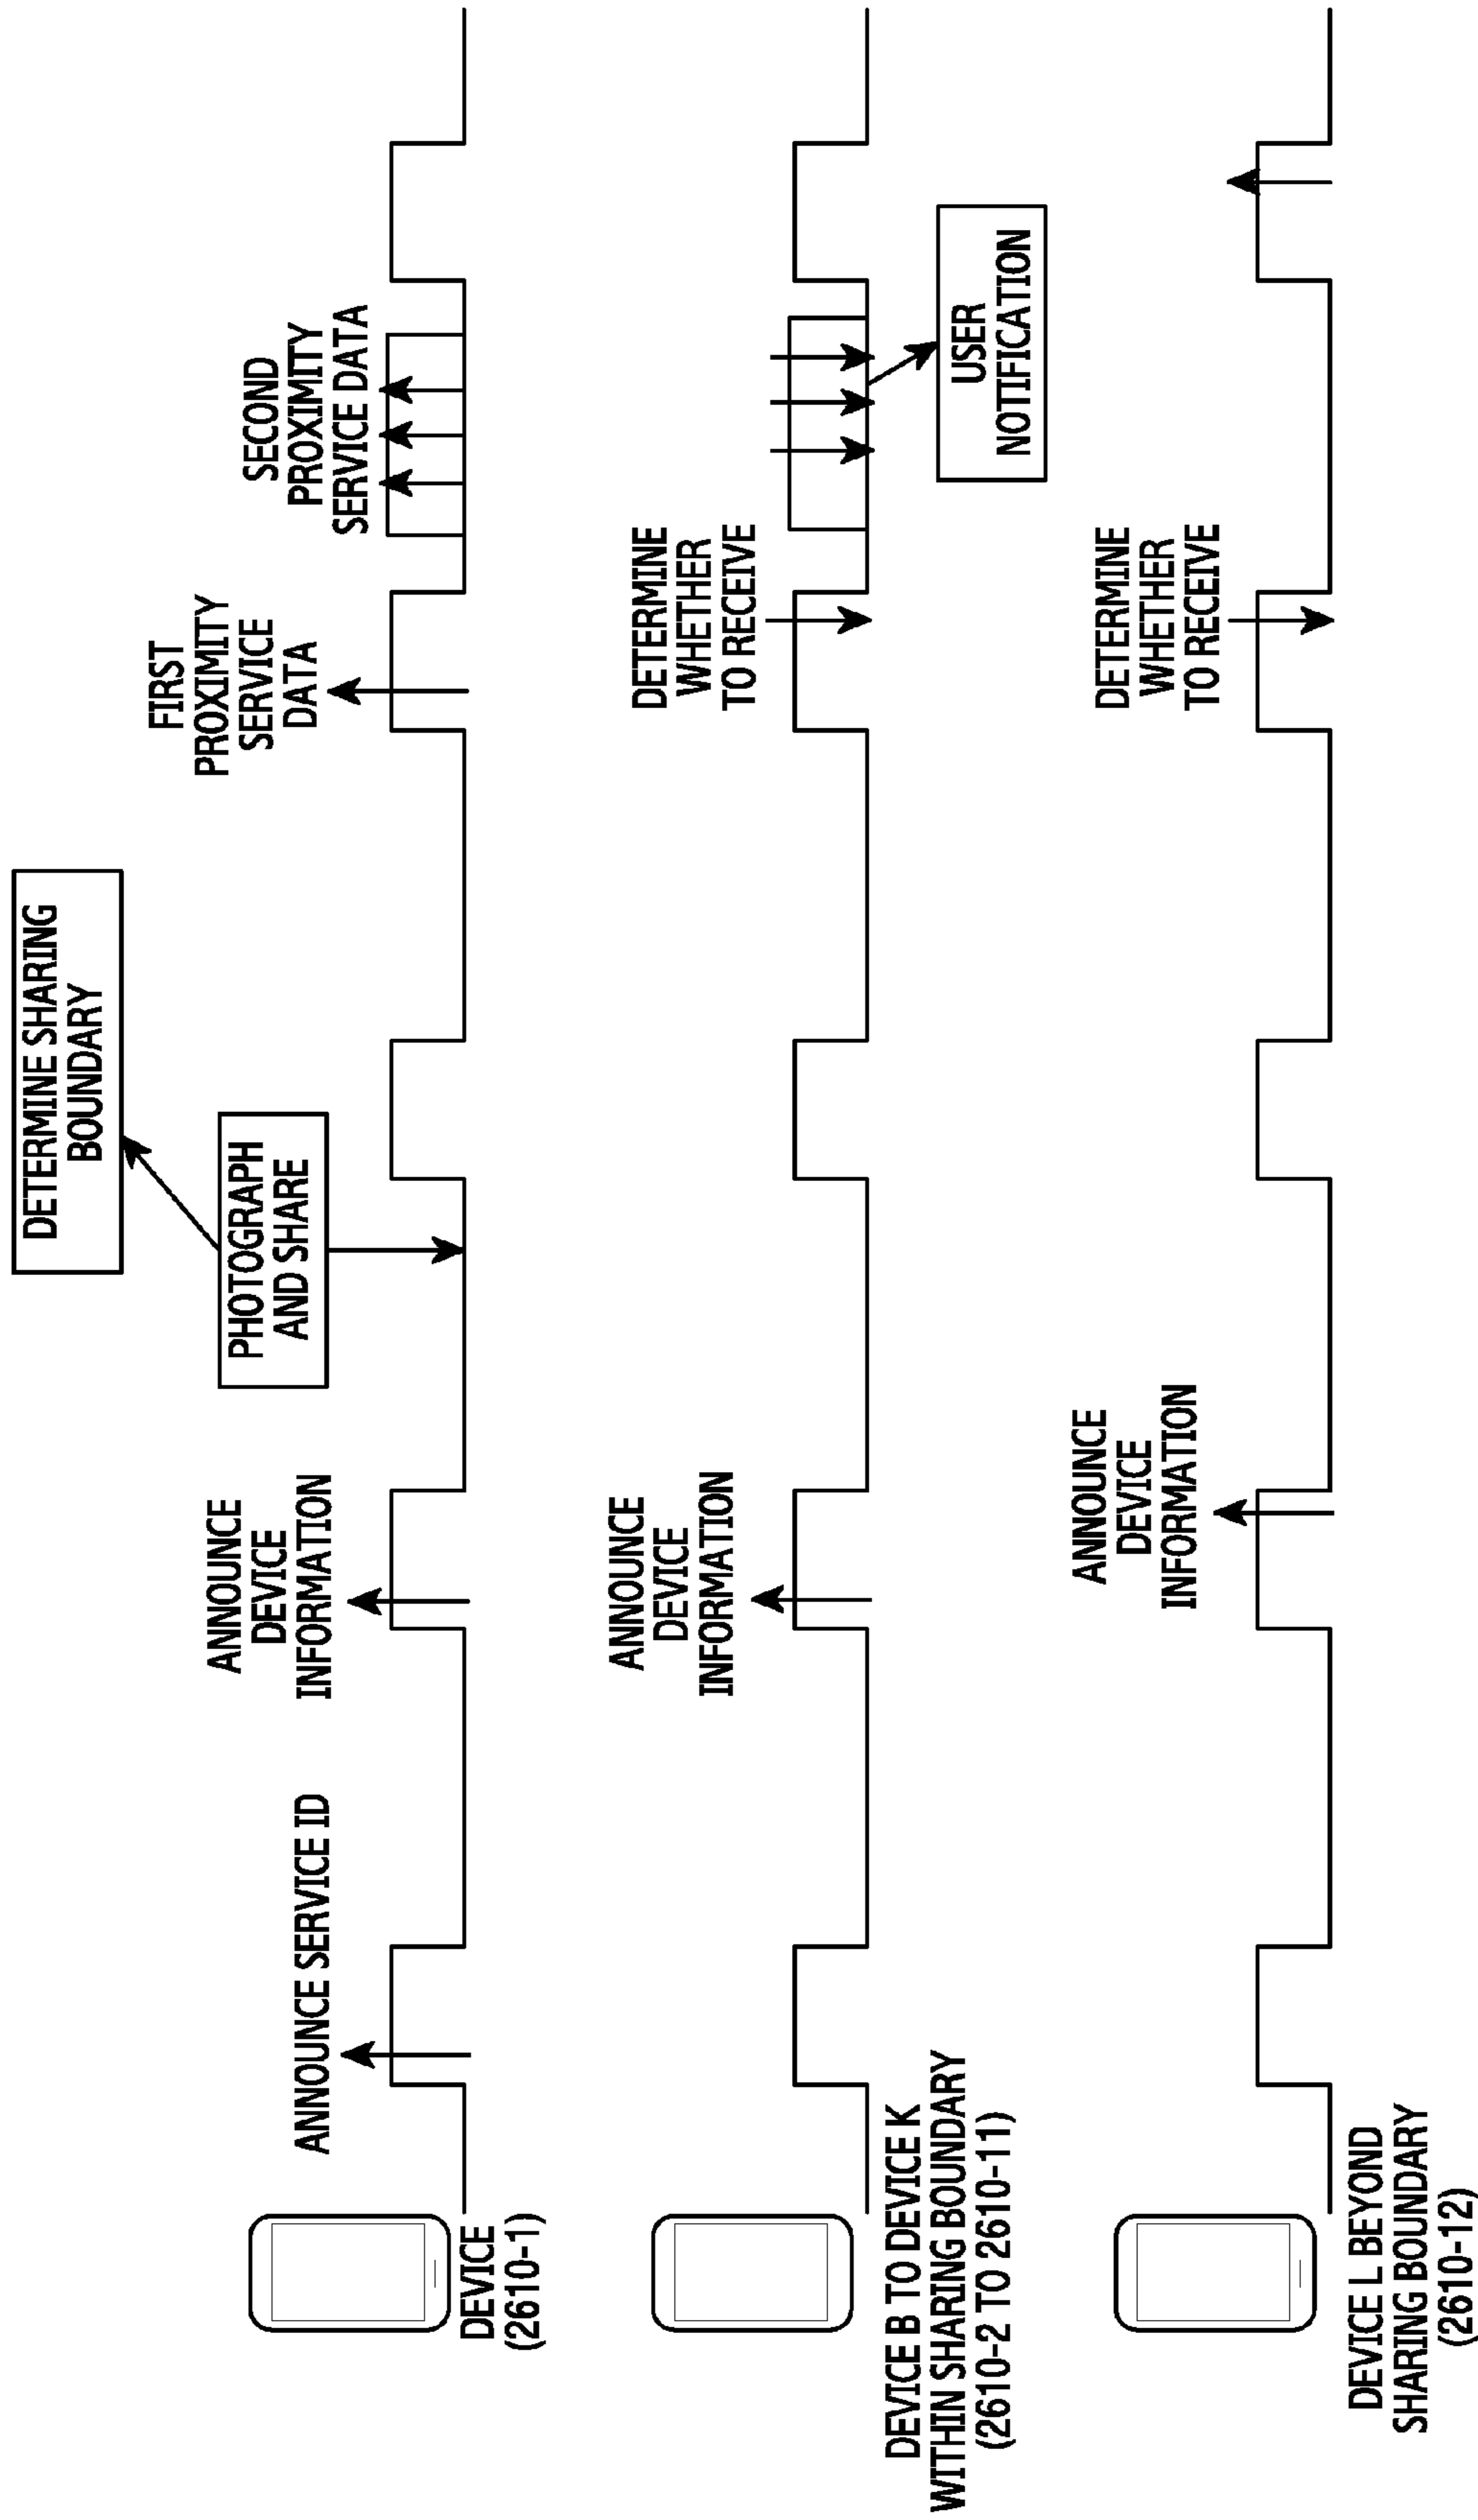 DETERMINE SHARING
BOUNDARY
PHOTOGRAPH
AND SHARE
ANNOUNCE SERVICE ID
ANNOUNCE
DEVICE
INFORMATION
FIRST
PROXIMITY
SERVICE
DATA
SECOND
PROXIMITY
SERVICE DATA
DEVICE
(2610-1)
ANNOUNCE
DEVICE
INFORMATION
DETERMINE
WHETHER
TO RECEIVE
DEVICE B TO DEVICE K
WITHIN SHARING BOUNDARY
(2610-2 TO 2610-11)
USER
NOTIFICATION
ANNOUNCE
DEVICE
INFORMATION
DETERMINE
WHETHER
TO RECEIVE
DEVICE L BEYOND
SHARING BOUNDARY
(2610-12)